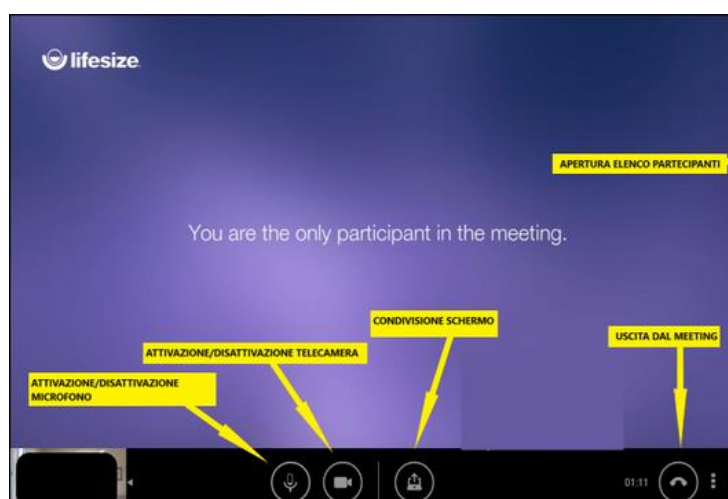 lifesize
APERTURA ELENCO PARTECIPANTI
You are the only participant in the meeting.
CONDIVISIONE SCHERMO
USCITA DAL MEETING
ATTIVAZIONE/DISATTIVAZIONE TELECAMERA
ATTIVAZIONE/DISATTIVAZIONE
MICROFONO
01:11